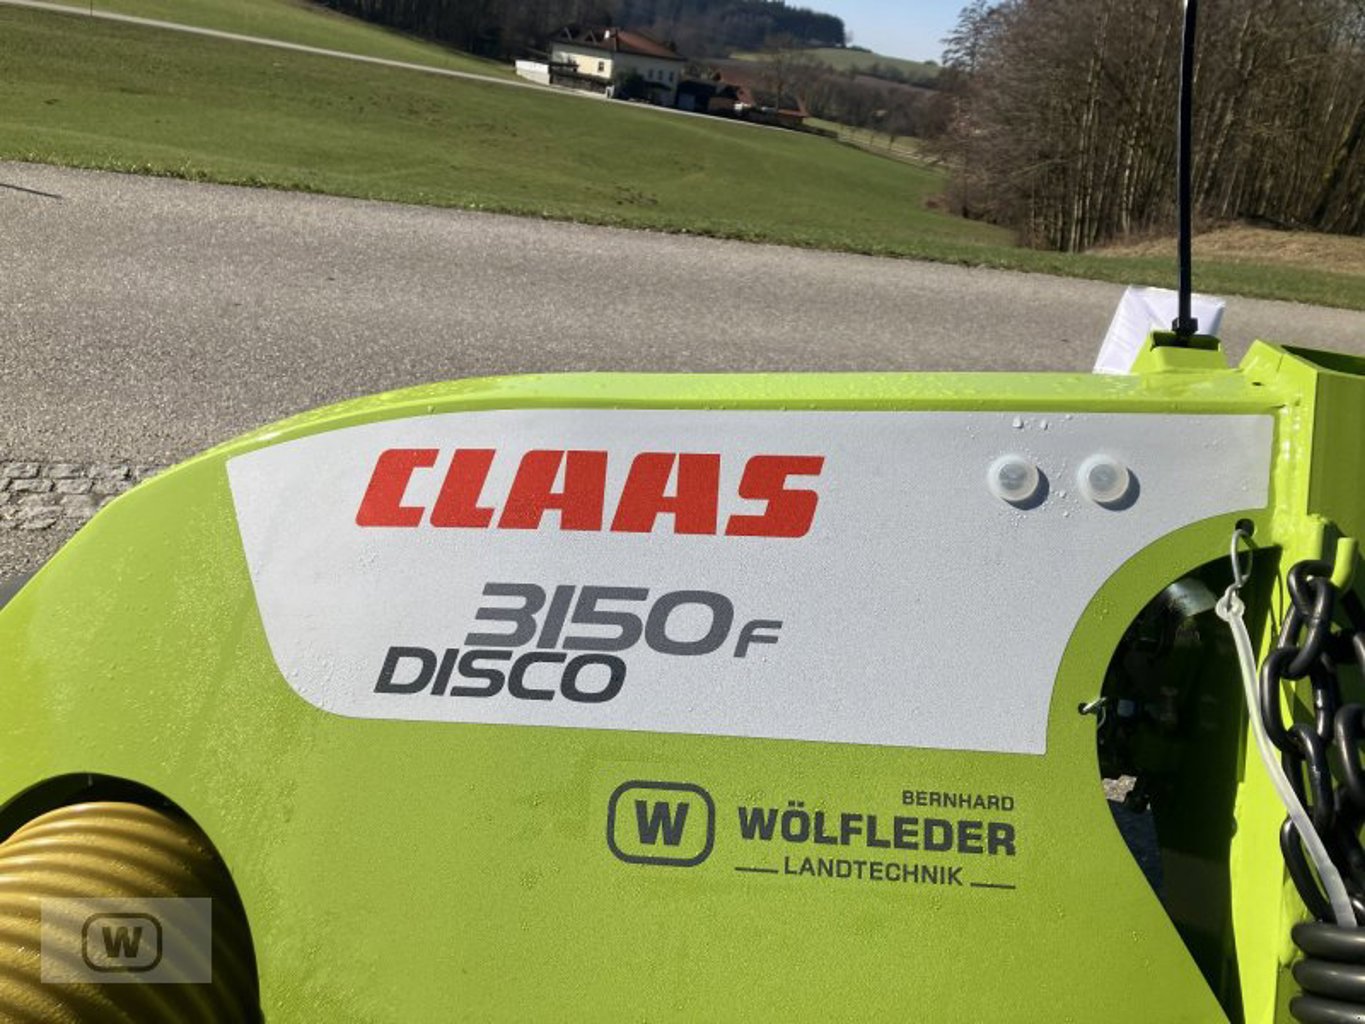 CLAAS
3150F
DISCO
W
BERNHARD
WÖLFLEDER
LANDTECHNIK
W